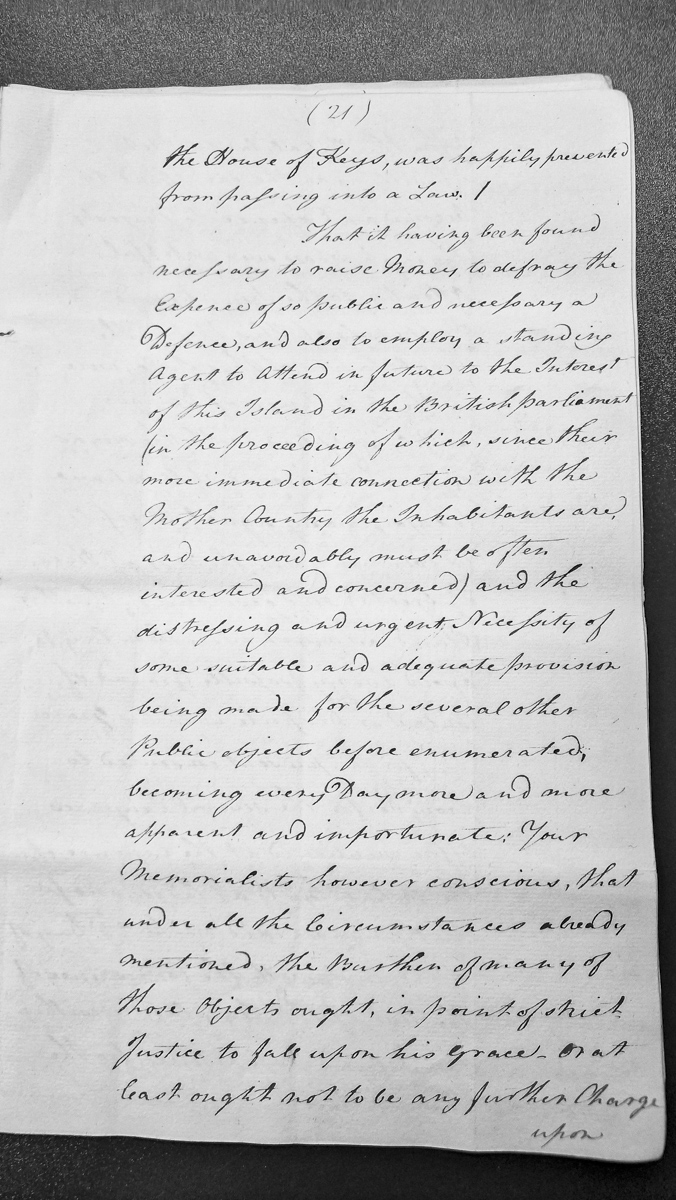 (21)
the House of Keys, was happily prevented
from passing into a Law. /
That it having been found
necessary to raise Money to defray the
Expence of so public and necessary a
Defence, and also to employ a standing
Agent to Attend in future to the Interest
of this Island in the British parliament
(in the proceeding of which, since their
more immediate connection with the
Mother Country the Inhabitants are,
and unavoidably must be often
interested and concerned) and the
distressing and urgent Necessity of
some suitable and adequate provision
being made for the several other
Public objects before enumerated,
becoming every Day more and more
apparent and importunate: Your
Memorialists however conscious, that
under all the Circumstances already
mentioned, the Burthen of many of
those Objects ought, in point of strict
Justice to fall upon his Grace - or at
least ought not to be any further Charge
upon